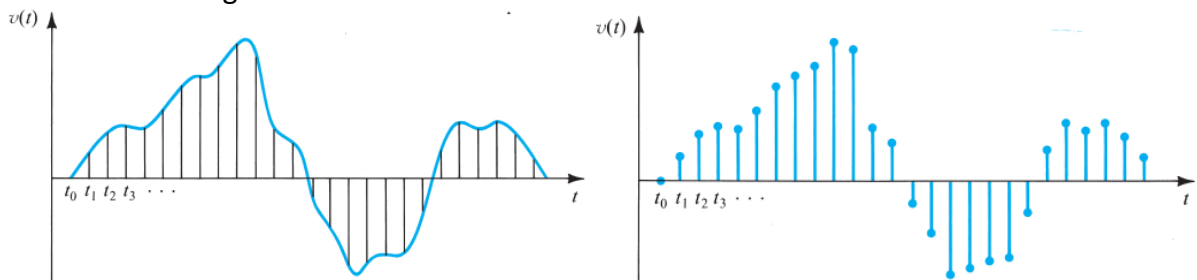 v(t)
t₀ t₁ t₂ t₃ · · ·
t
v(t)
t₀ t₁ t₂ t₃ · · ·
t